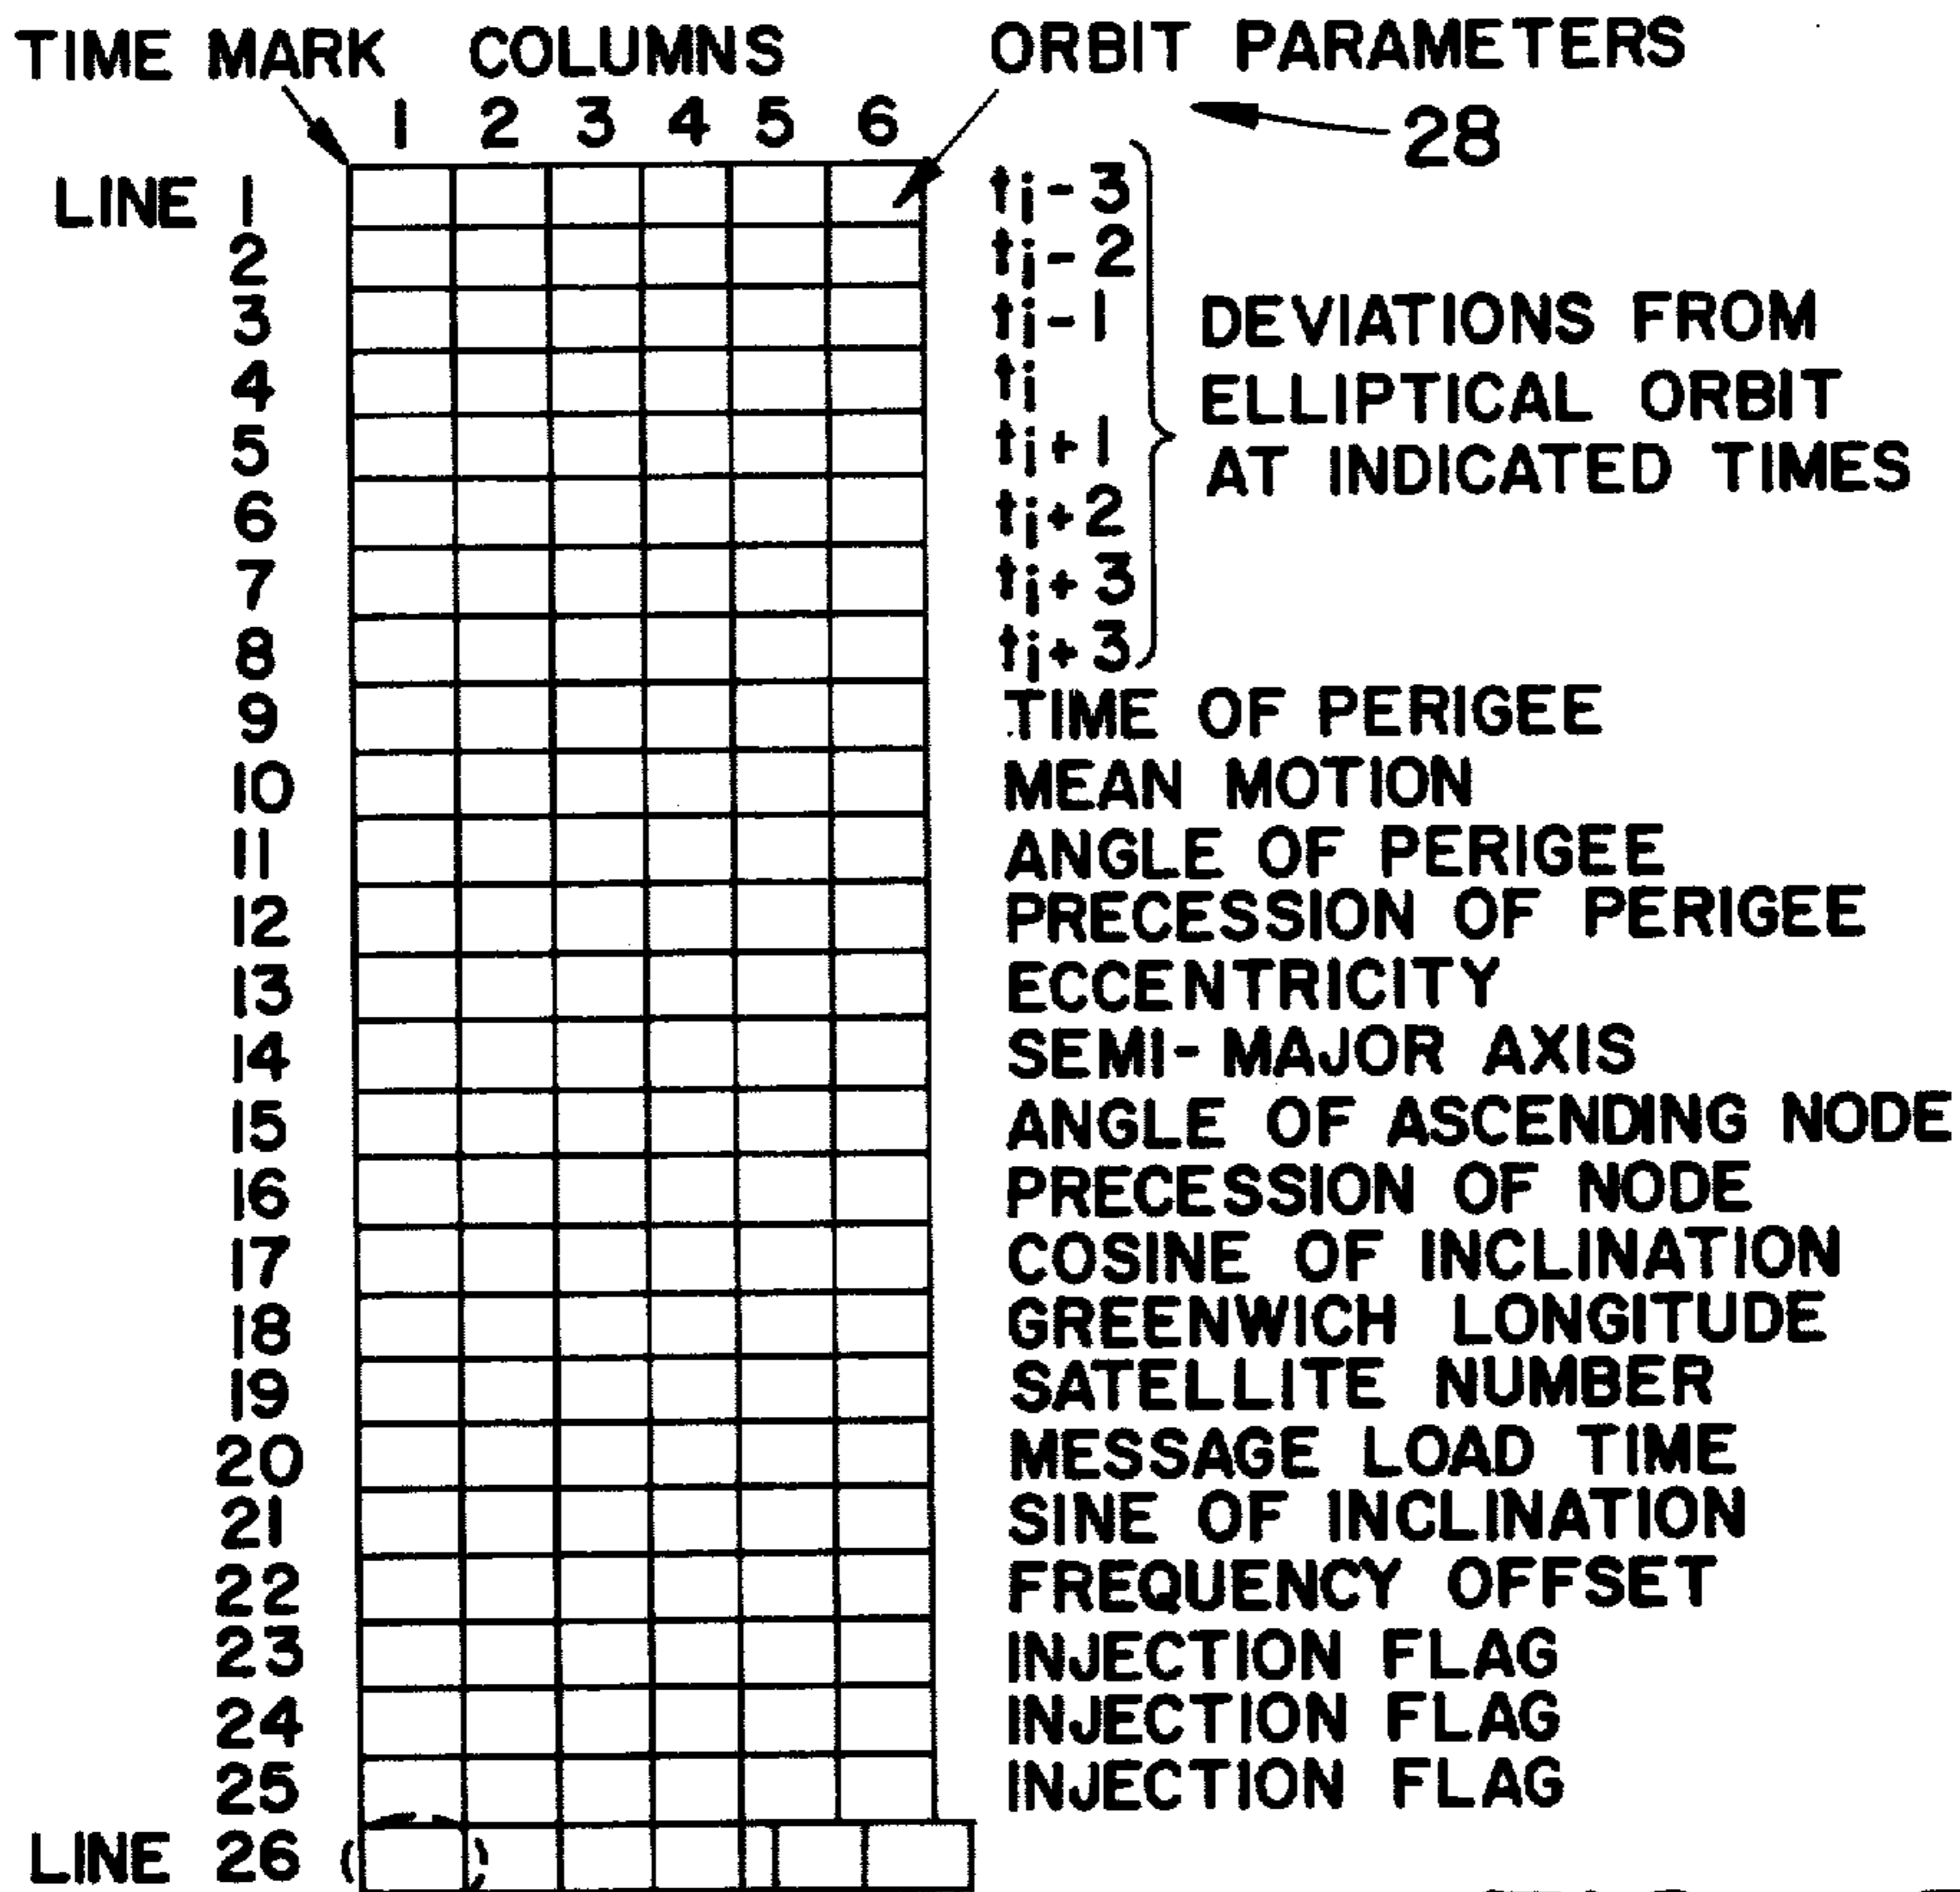 TIME MARK COLUMNS ORBIT PARAMETERS
1 2 3 4 5 6 28
LINE 1 ti-3
2 ti-2
3 ti-1 DEVIATIONS FROM
4 ti ELLIPTICAL ORBIT
5 ti+1 AT INDICATED TIMES
6 ti+2
7 ti+3
8 ti+3
9 TIME OF PERIGEE
10 MEAN MOTION
11 ANGLE OF PERIGEE
12 PRECESSION OF PERIGEE
13 ECCENTRICITY
14 SEMI-MAJOR AXIS
15 ANGLE OF ASCENDING NODE
16 PRECESSION OF NODE
17 COSINE OF INCLINATION
18 GREENWICH LONGITUDE
19 SATELLITE NUMBER
20 MESSAGE LOAD TIME
21 SINE OF INCLINATION
22 FREQUENCY OFFSET
23 INJECTION FLAG
24 INJECTION FLAG
25 INJECTION FLAG
LINE 26